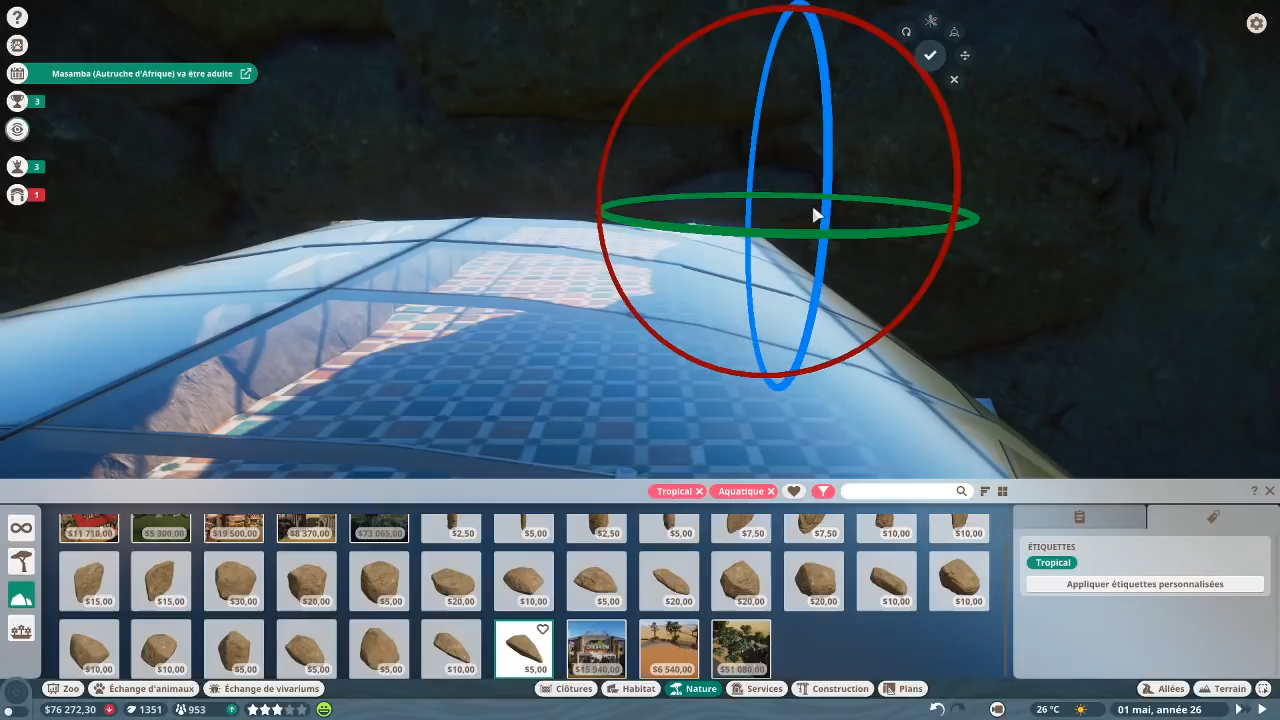 ?
Masamba (Autruche d'Afrique) va être adulte
3
3
1
Tropical ✕ Aquatique ✕
? ✕
$11 710,00 $5 300,00 $19 500,00 $8 370,00 $73 065,00 $2,50 $5,00 $2,50 $5,00 $7,50 $7,50 $10,00 $10,00
ÉTIQUETTES
Tropical
Appliquer étiquettes personnalisées
$15,00 $15,00 $30,00 $20,00 $5,00 $20,00 $10,00 $5,00 $20,00 $20,00 $20,00 $10,00 $10,00
$10,00 $10,00 $5,00 $5,00 $5,00 $10,00 $5,00 $15 940,00 $6 540,00 $51 080,00
Zoo Échange d'animaux Échange de vivariums Clôtures Habitat Nature Services Construction Plans Allées Terrain
$76 272,30 1351 953 26 °C 01 mai, année 26